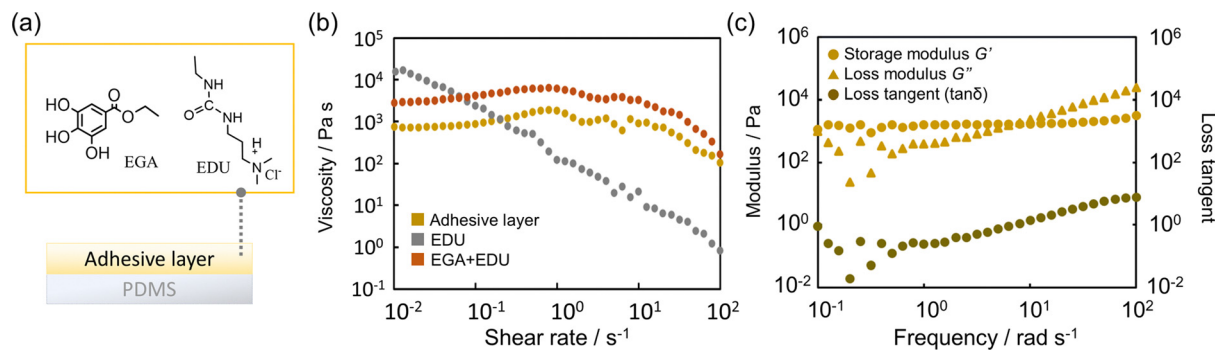 (a)
HO
HO
OH
O
O
EGA
NH
O
NH
H
+
N
Cl-
EDU
Adhesive layer
PDMS
(b)
Viscosity / Pa s
10^5
10^4
10^3
10^2
10^1
10^0
10^-1
Adhesive layer
EDU
EGA+EDU
10^-2
10^-1
10^0
10^1
10^2
Shear rate / s^-1
(c)
Modulus / Pa
10^6
10^4
10^2
10^0
10^-2
Storage modulus G′
Loss modulus G″
Loss tangent (tanδ)
10^6
10^4
10^2
10^0
10^-2
Loss tangent
10^-1
10^0
10^1
10^2
Frequency / rad s^-1